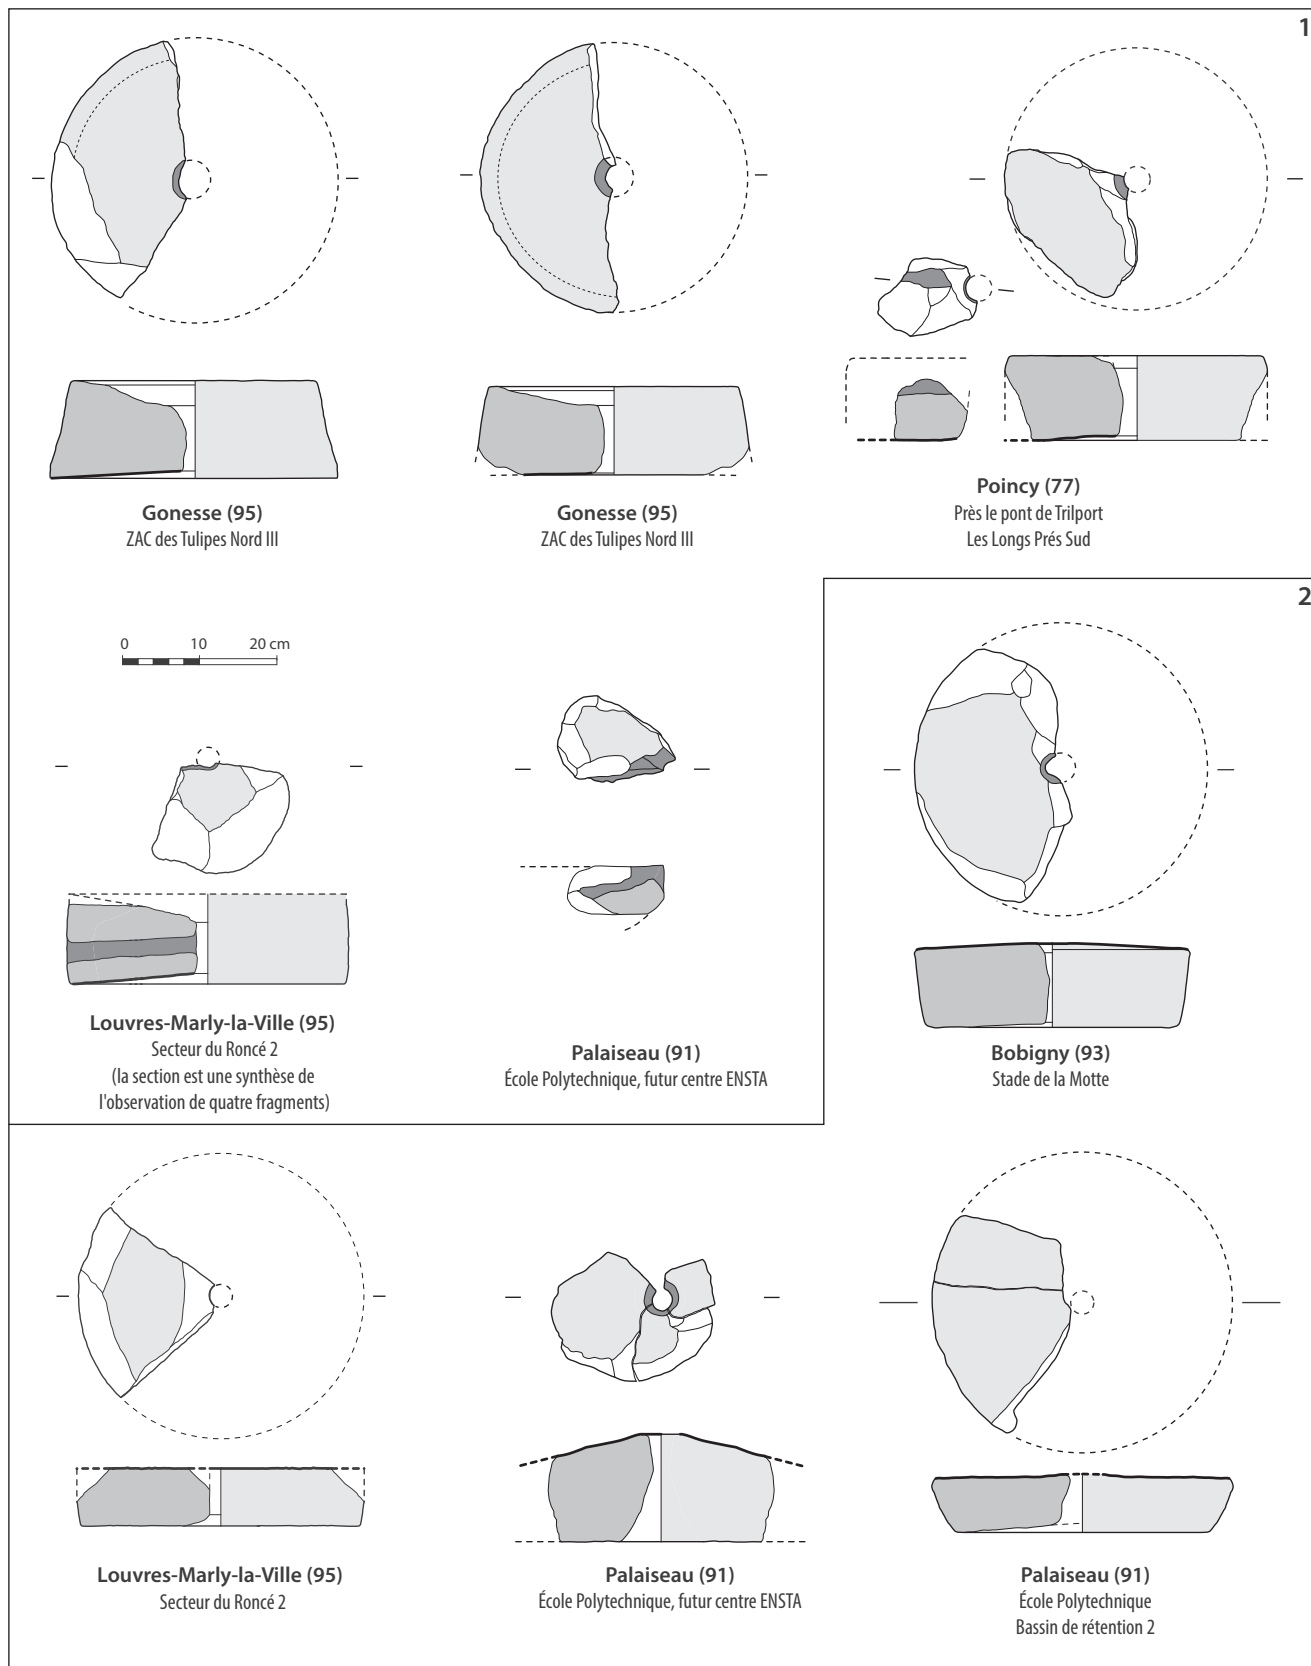 1
Gonesse (95)
ZAC des Tulipes Nord III
Gonesse (95)
ZAC des Tulipes Nord III
Poincy (77)
Près le pont de Trilport
Les Longs Prés Sud
2
0 10 20 cm
Louvres-Marly-la-Ville (95)
Secteur du Roncé 2
(la section est une synthèse de
l'observation de quatre fragments)
Palaiseau (91)
École Polytechnique, futur centre ENSTA
Bobigny (93)
Stade de la Motte
Louvres-Marly-la-Ville (95)
Secteur du Roncé 2
Palaiseau (91)
École Polytechnique, futur centre ENSTA
Palaiseau (91)
École Polytechnique
Bassin de rétention 2